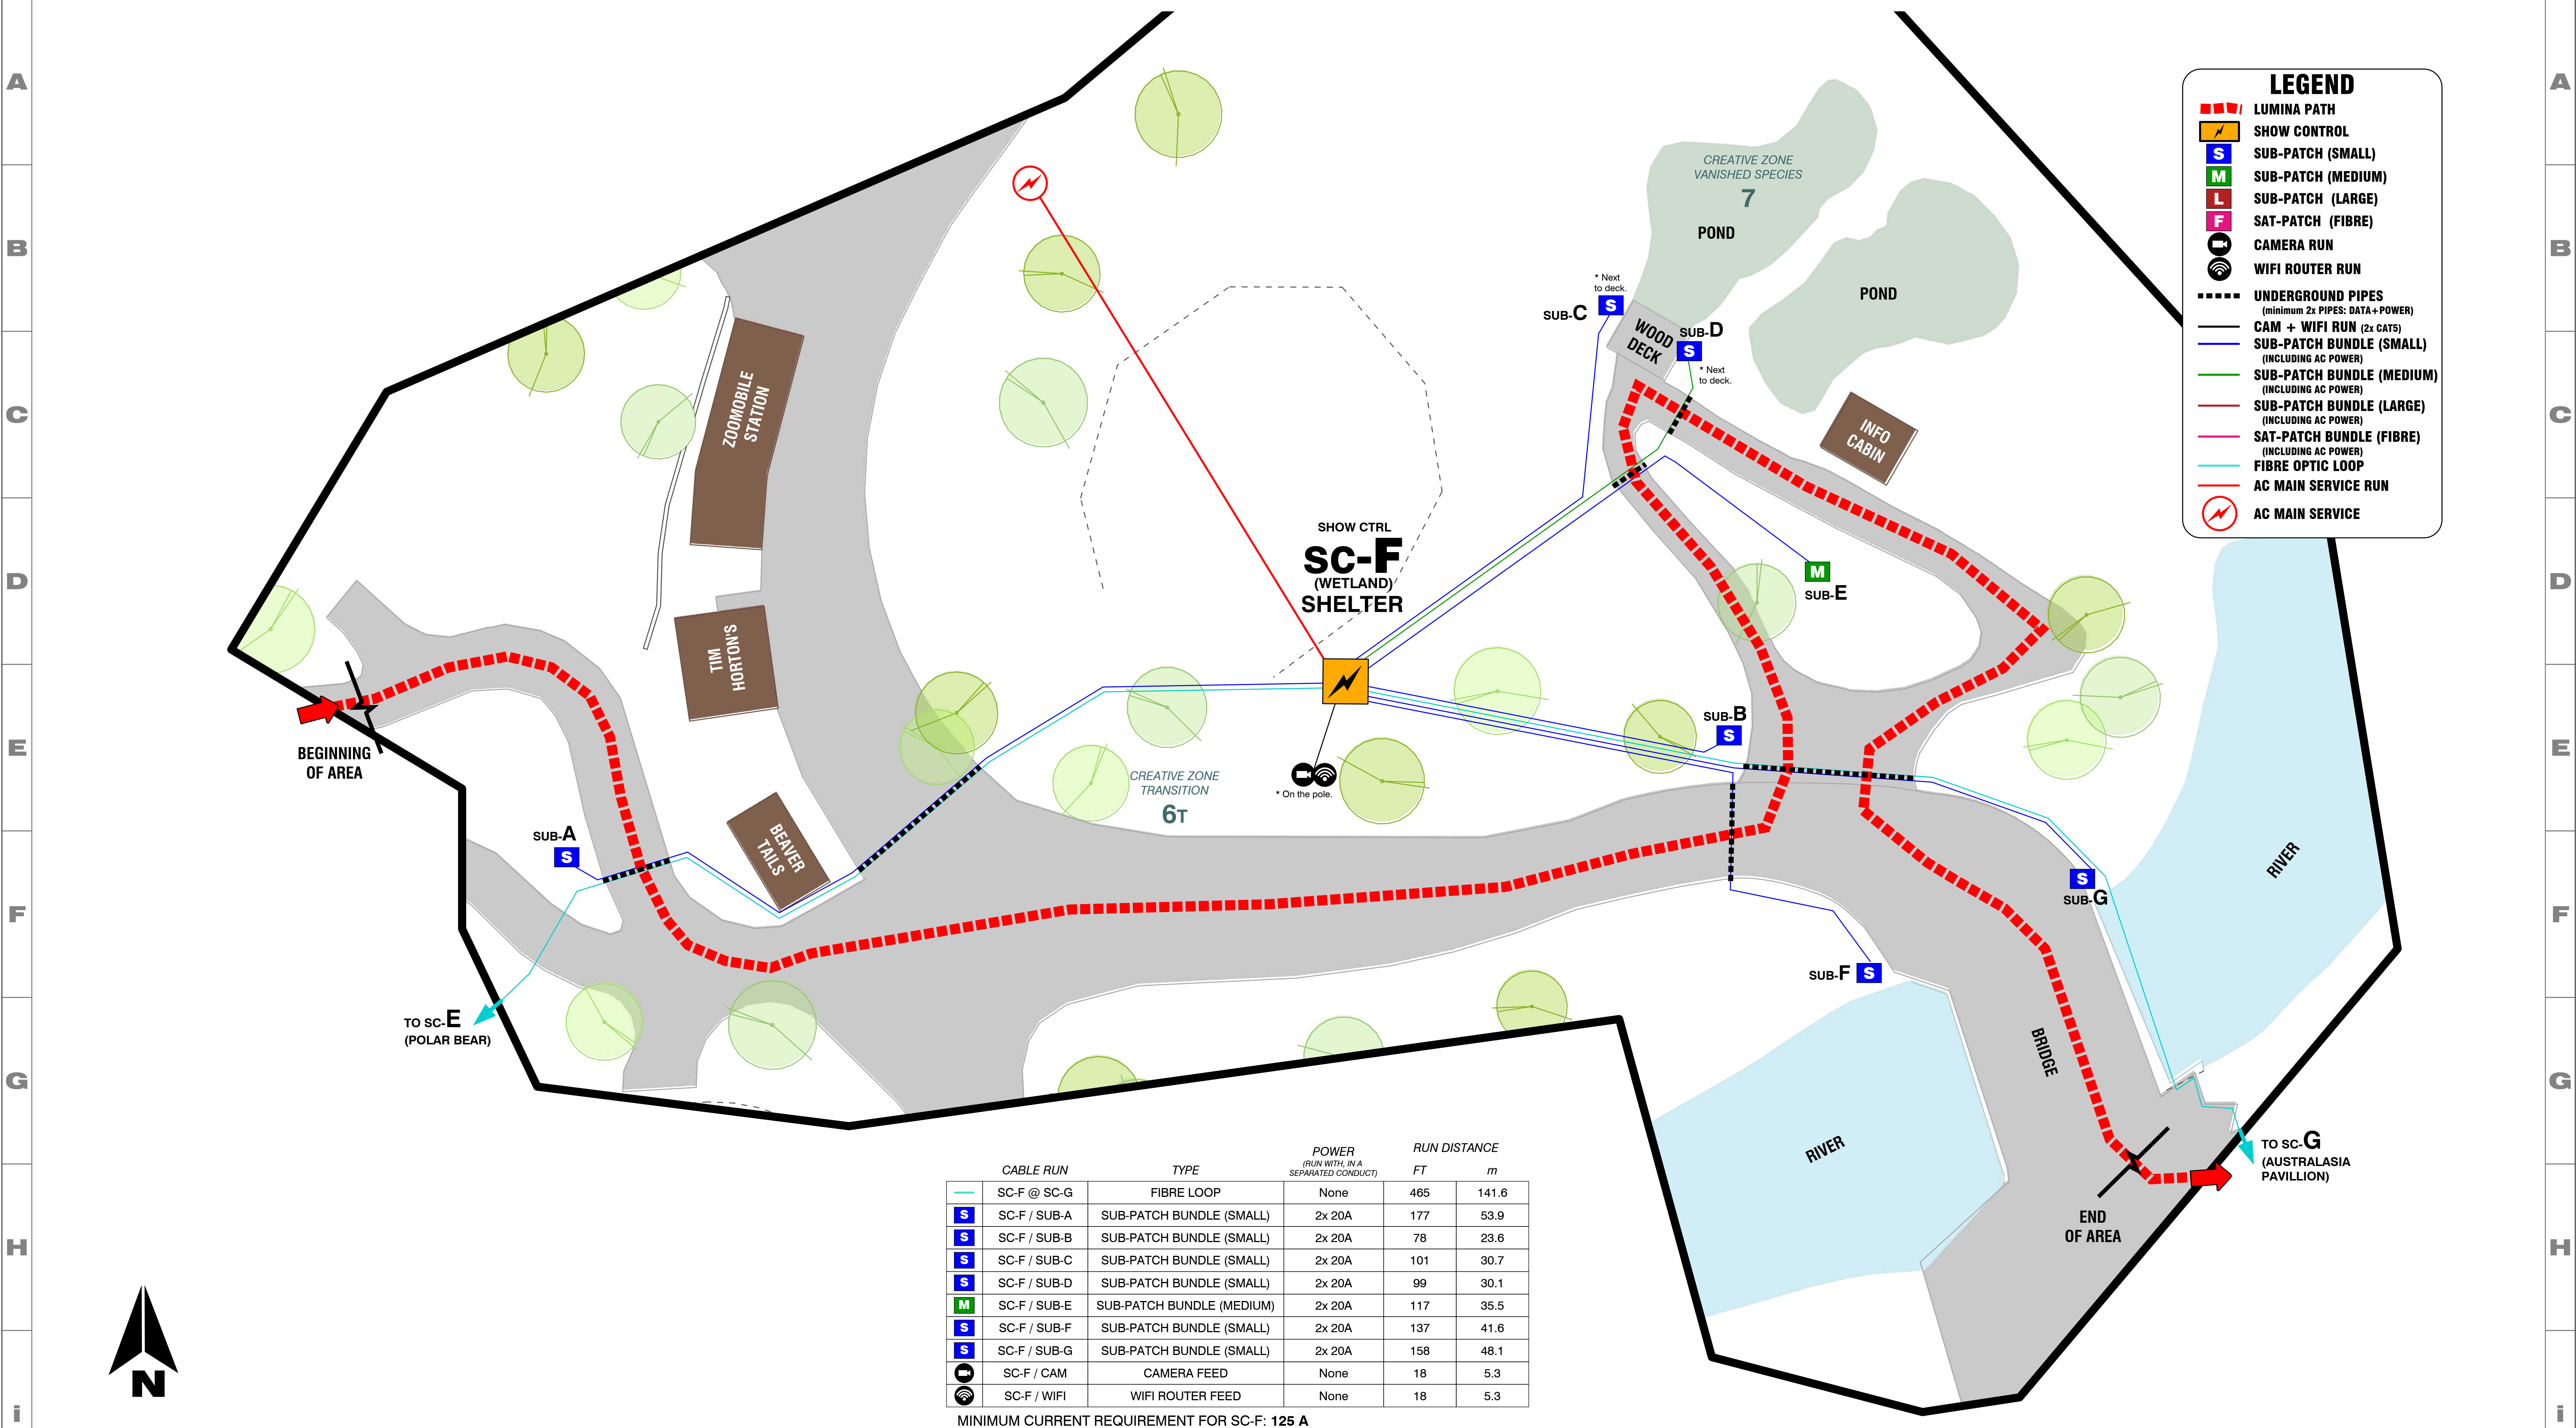 A
B
C
D
E
F
G
H
i
A
B
C
D
E
F
G
H
i
LEGEND
LUMINA PATH
SHOW CONTROL
S SUB-PATCH (SMALL)
M SUB-PATCH (MEDIUM)
L SUB-PATCH (LARGE)
F SAT-PATCH (FIBRE)
CAMERA RUN
WIFI ROUTER RUN
UNDERGROUND PIPES
(minimum 2x PIPES: DATA+POWER)
CAM + WIFI RUN (2x CAT5)
SUB-PATCH BUNDLE (SMALL)
(INCLUDING AC POWER)
SUB-PATCH BUNDLE (MEDIUM)
(INCLUDING AC POWER)
SUB-PATCH BUNDLE (LARGE)
(INCLUDING AC POWER)
SAT-PATCH BUNDLE (FIBRE)
(INCLUDING AC POWER)
FIBRE OPTIC LOOP
AC MAIN SERVICE RUN
AC MAIN SERVICE
CREATIVE ZONE
VANISHED SPECIES
7
POND
POND
* Next
to deck.
SUB-C S
WOOD
DECK
SUB-D
S
* Next
to deck.
INFO
CABIN
ZOOMOBILE
STATION
SHOW CTRL
SC-F
(WETLAND)
SHELTER
M
SUB-E
TIM
HORTON'S
BEGINNING
OF AREA
SUB-B
S
CREATIVE ZONE
TRANSITION
6T
* On the pole.
SUB-A
S
BEAVER
TAILS
RIVER
S
SUB-G
SUB-F S
TO SC-E
(POLAR BEAR)
BRIDGE
RIVER
TO SC-G
(AUSTRALASIA
PAVILLION)
END
OF AREA
N
CABLE RUN TYPE POWER (RUN WITH, IN A SEPARATED CONDUCT) RUN DISTANCE FT m
SC-F @ SC-G FIBRE LOOP None 465 141.6
S SC-F / SUB-A SUB-PATCH BUNDLE (SMALL) 2x 20A 177 53.9
S SC-F / SUB-B SUB-PATCH BUNDLE (SMALL) 2x 20A 78 23.6
S SC-F / SUB-C SUB-PATCH BUNDLE (SMALL) 2x 20A 101 30.7
S SC-F / SUB-D SUB-PATCH BUNDLE (SMALL) 2x 20A 99 30.1
M SC-F / SUB-E SUB-PATCH BUNDLE (MEDIUM) 2x 20A 117 35.5
S SC-F / SUB-F SUB-PATCH BUNDLE (SMALL) 2x 20A 137 41.6
S SC-F / SUB-G SUB-PATCH BUNDLE (SMALL) 2x 20A 158 48.1
SC-F / CAM CAMERA FEED None 18 5.3
SC-F / WIFI WIFI ROUTER FEED None 18 5.3
MINIMUM CURRENT REQUIREMENT FOR SC-F: 125 A